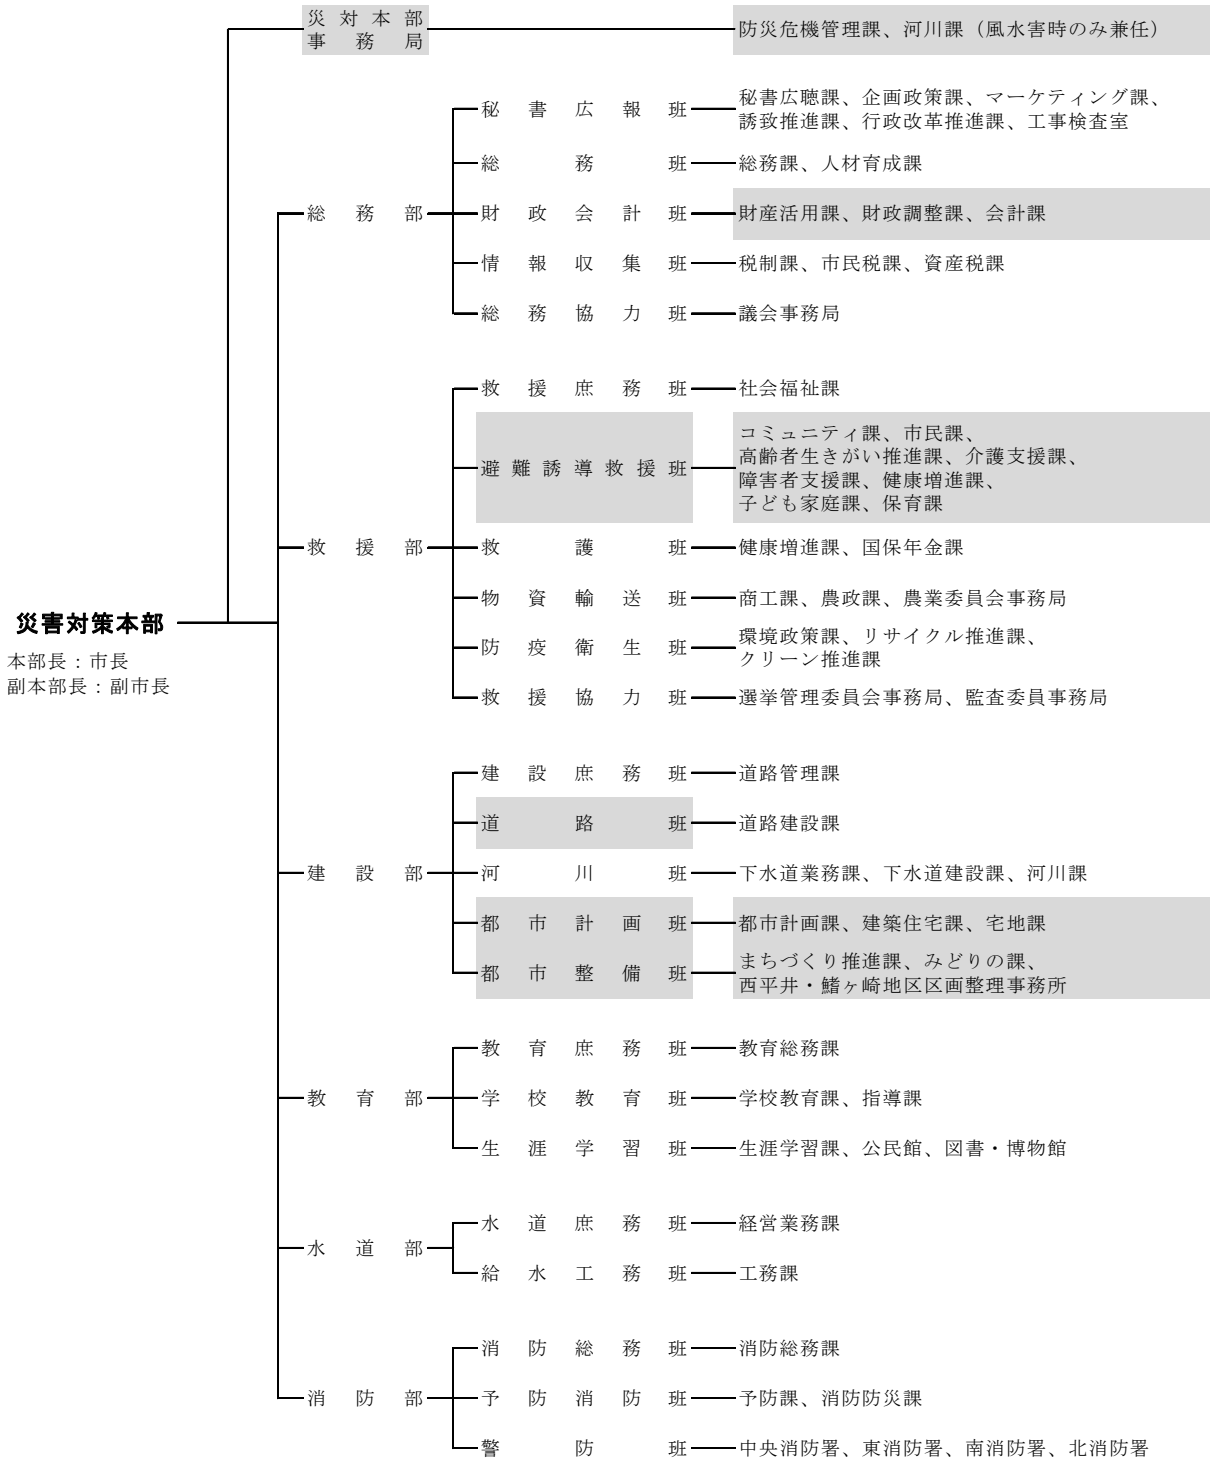 災対本部
事務局
防災危機管理課、河川課（風水害時のみ兼任）
秘書広報班
秘書広聴課、企画政策課、マーケティング課、
誘致推進課、行政改革推進課、工事検査室
総務班
総務課、人材育成課
総務部
財政会計班
財産活用課、財政調整課、会計課
情報収集班
税制課、市民税課、資産税課
総務協力班
議会事務局
救援庶務班
社会福祉課
避難誘導救援班
コミュニティ課、市民課、
高齢者生きがい推進課、介護支援課、
障害者支援課、健康増進課、
子ども家庭課、保育課
救援部
救護班
健康増進課、国保年金課
物資輸送班
商工課、農政課、農業委員会事務局
災害対策本部
本部長：市長
副本部長：副市長
防疫衛生班
環境政策課、リサイクル推進課、
クリーン推進課
救援協力班
選挙管理委員会事務局、監査委員事務局
建設庶務班
道路管理課
道路班
道路建設課
建設部
河川班
下水道業務課、下水道建設課、河川課
都市計画班
都市計画課、建築住宅課、宅地課
都市整備班
まちづくり推進課、みどりの課、
西平井・鰭ヶ崎地区区画整理事務所
教育庶務班
教育総務課
教育部
学校教育班
学校教育課、指導課
生涯学習班
生涯学習課、公民館、図書・博物館
水道庶務班
経営業務課
水道部
給水工務班
工務課
消防総務班
消防総務課
消防部
予防消防班
予防課、消防防災課
警防班
中央消防署、東消防署、南消防署、北消防署